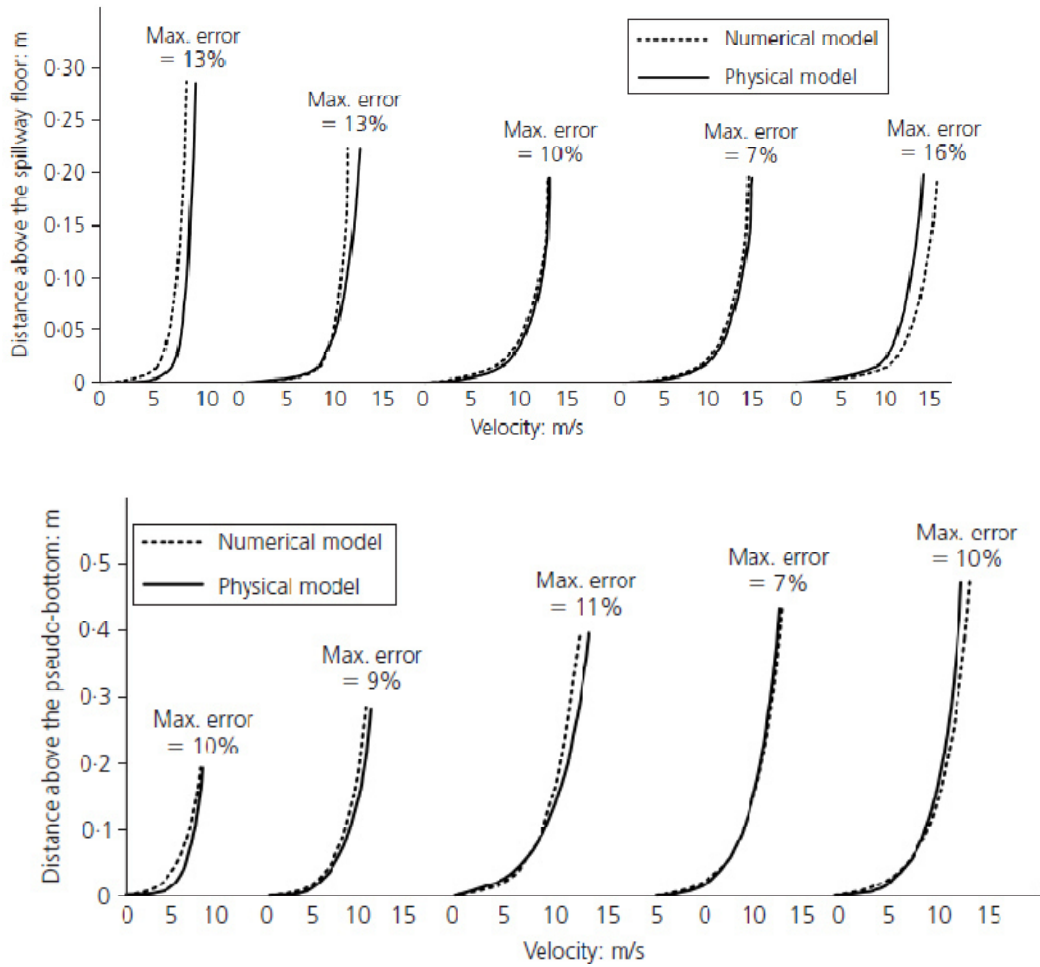 Numerical model
Physical model
Max. error
= 13%
Max. error
= 13%
Max. error
= 10%
Max. error
= 7%
Max. error
= 16%
Distance above the spillway floor: m
0·30
0·25
0·20
0·15
0·10
0·05
0
0 5 10 0 5 10 15 0 5 10 15 0 5 10 15 0 5 10 15
Velocity: m/s
Numerical model
Physical model
Max. error
= 10%
Max. error
= 9%
Max. error
= 11%
Max. error
= 7%
Max. error
= 10%
Distance above the pseudo-bottom: m
0·5
0·4
0·3
0·2
0·1
0
0 5 10 0 5 10 15 0 5 10 15 5 0 10 15 0 5 10 15
Velocity: m/s